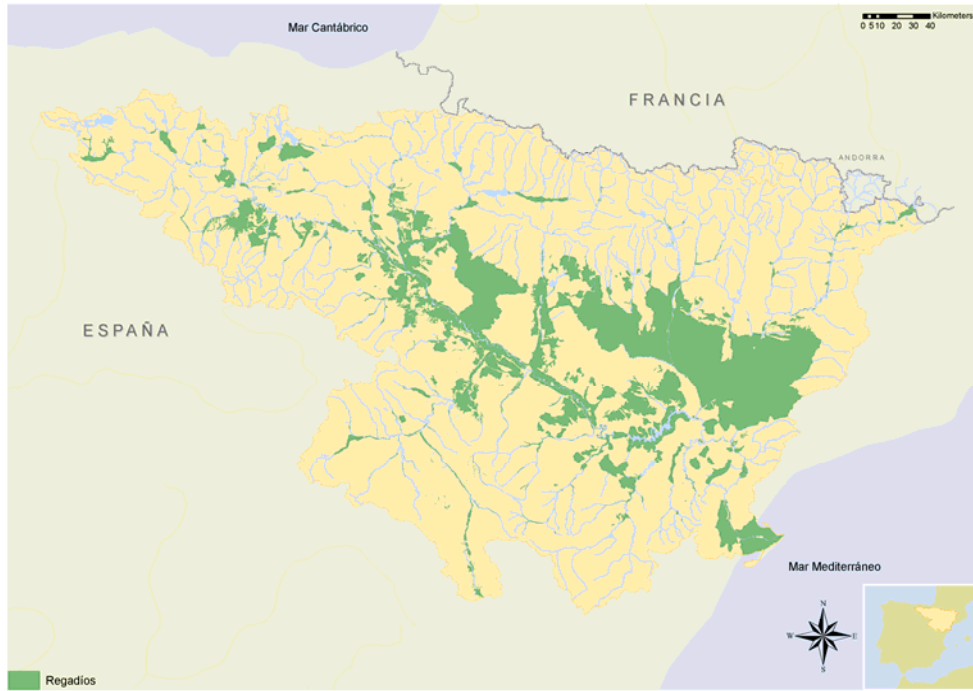 Mar Cantábrico
Kilometers
0 5 10 20 30 40
FRANCIA
ANDORRA
ESPAÑA
Mar Mediterráneo
N
W E
S
Regadios